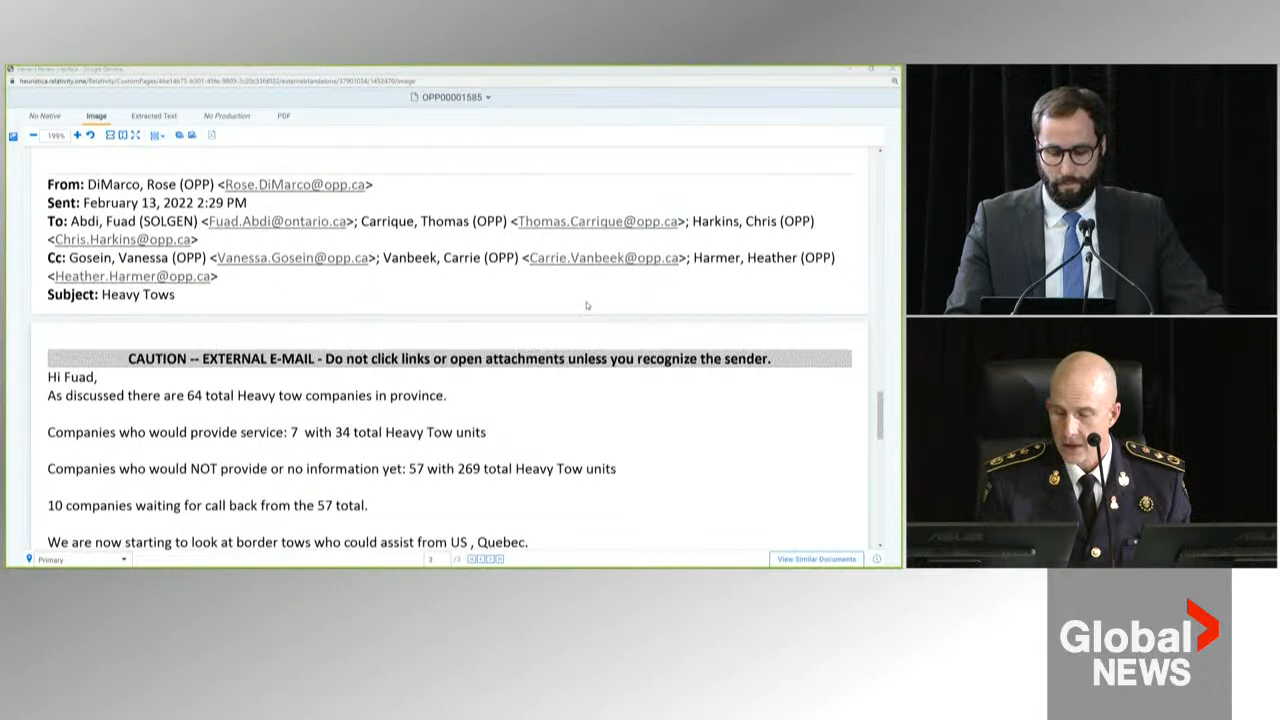 OPP00001585
No Native Image Extracted Text No Production PDF
199%
From: DiMarco, Rose (OPP) <Rose.DiMarco@opp.ca>
Sent: February 13, 2022 2:29 PM
To: Abdi, Fuad (SOLGEN) <Fuad.Abdi@ontario.ca>; Carrique, Thomas (OPP) <Thomas.Carrique@opp.ca>; Harkins, Chris (OPP)
<Chris.Harkins@opp.ca>
Cc: Gosein, Vanessa (OPP) <Vanessa.Gosein@opp.ca>; Vanbeek, Carrie (OPP) <Carrie.Vanbeek@opp.ca>; Harmer, Heather (OPP)
<Heather.Harmer@opp.ca>
Subject: Heavy Tows
CAUTION -- EXTERNAL E-MAIL - Do not click links or open attachments unless you recognize the sender.
Hi Fuad,
As discussed there are 64 total Heavy tow companies in province.
Companies who would provide service: 7 with 34 total Heavy Tow units
Companies who would NOT provide or no information yet: 57 with 269 total Heavy Tow units
10 companies waiting for call back from the 57 total.
We are now starting to look at border tows who could assist from US , Quebec.
Primary
3 /3
View Similar Documents
Global
NEWS